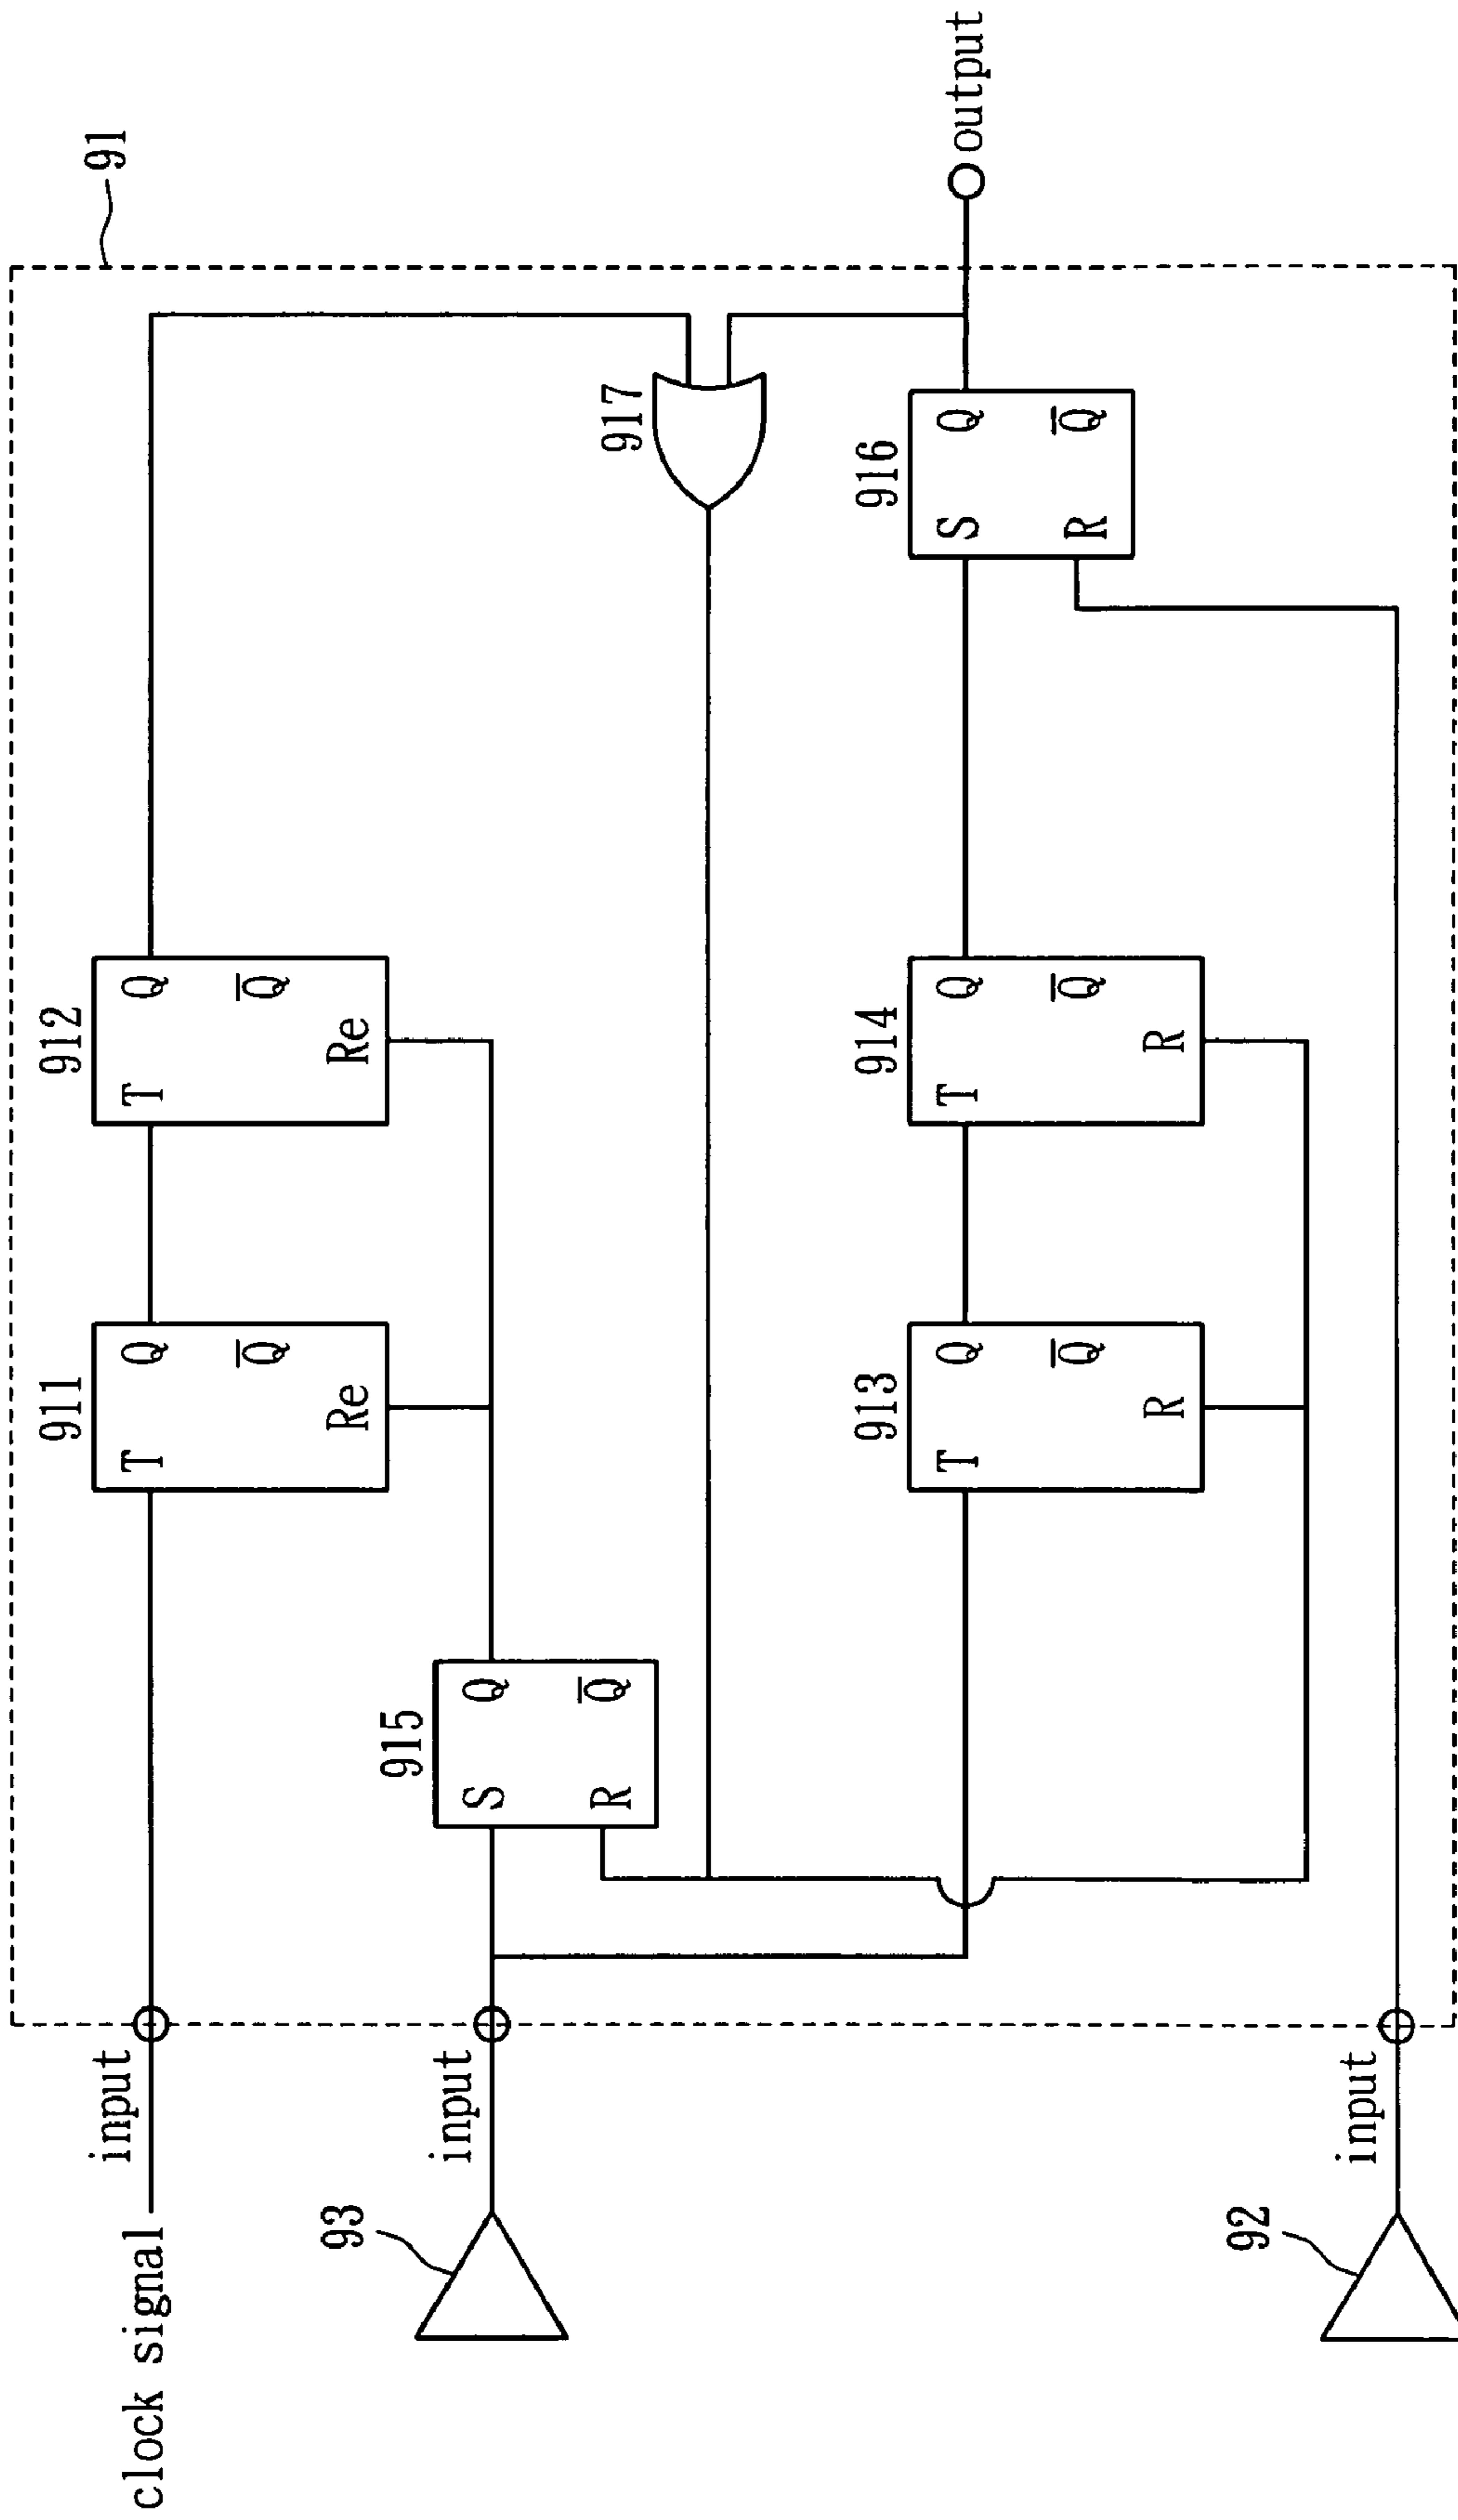 91
911
T Q
Q
Re
912
T Q
Q
Re
clock signal
input
915
S Q
R Q
917
93
input
913
T Q
Q
R
914
T Q
Q
R
916
S Q
R Q
output
92
input